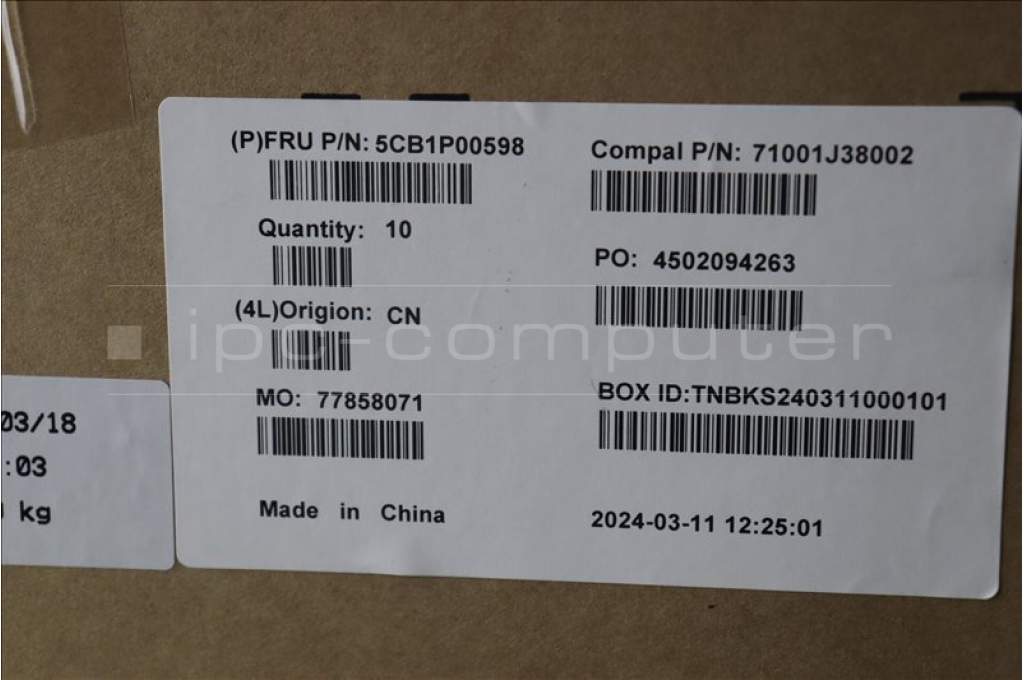 (P)FRU P/N: 5CB1P00598
Quantity: 10
(4L)Origion: CN
MO: 77858071
Made in China
Compal P/N: 71001J38002
PO: 4502094263
BOX ID:TNBKS240311000101
2024-03-11 12:25:01
ipc-computer
03/18
:03
kg